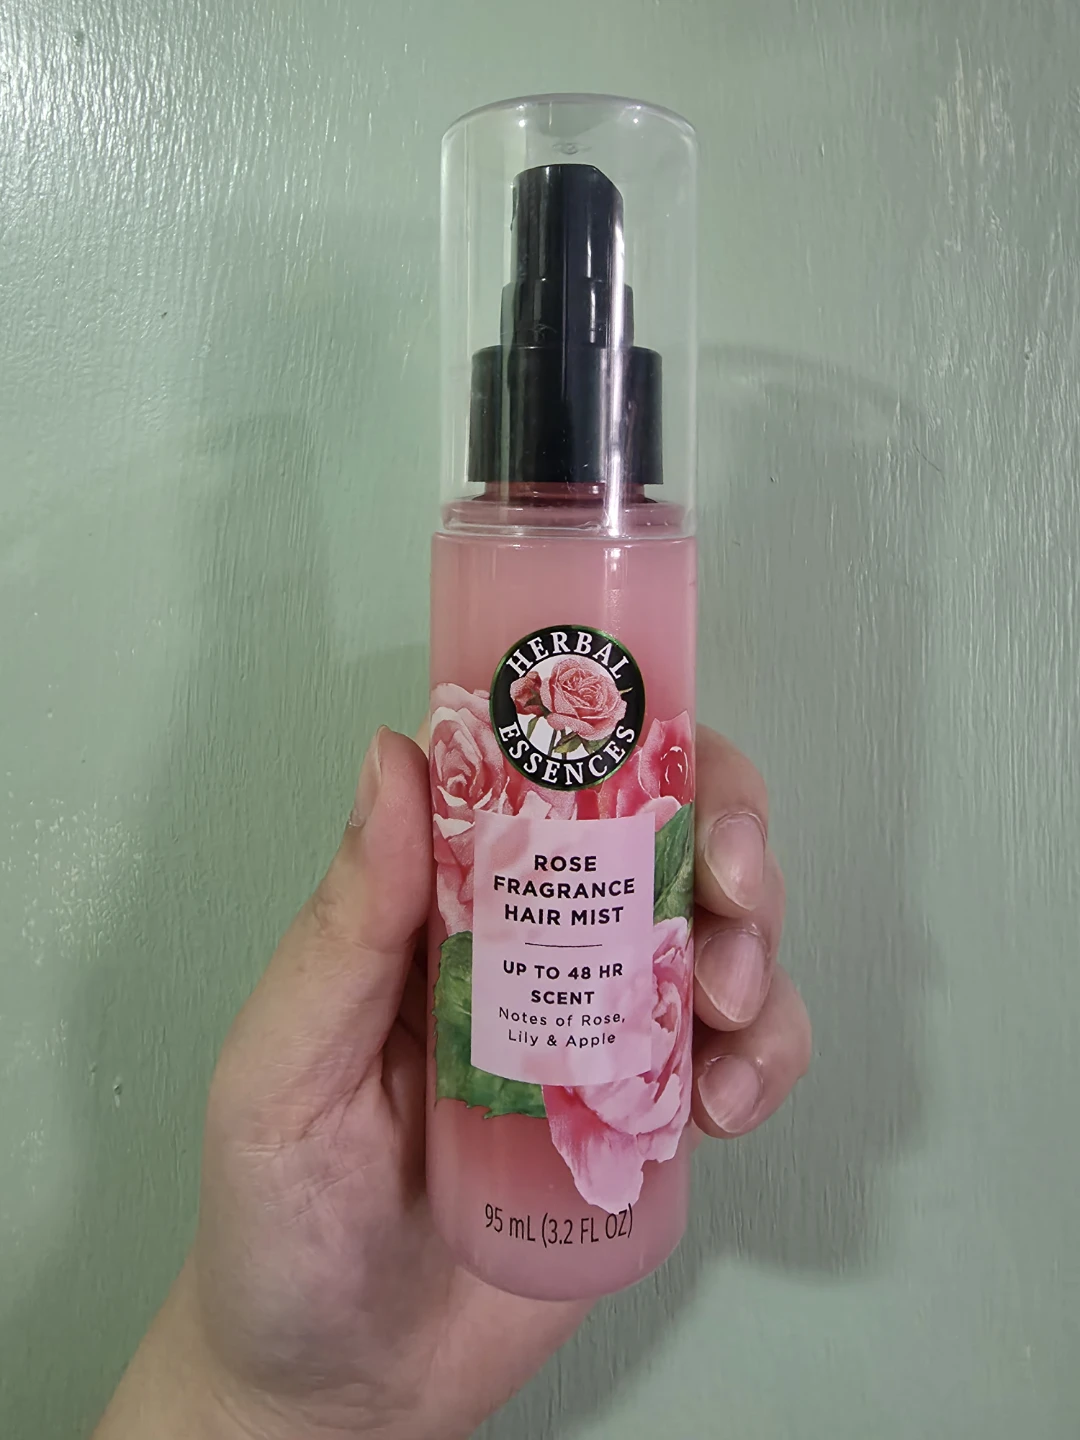 HERBAL
ESSENCES
ROSE
FRAGRANCE
HAIR MIST
UP TO 48 HR
SCENT
Notes of Rose,
Lily & Apple
95 mL (3.2 FL OZ)